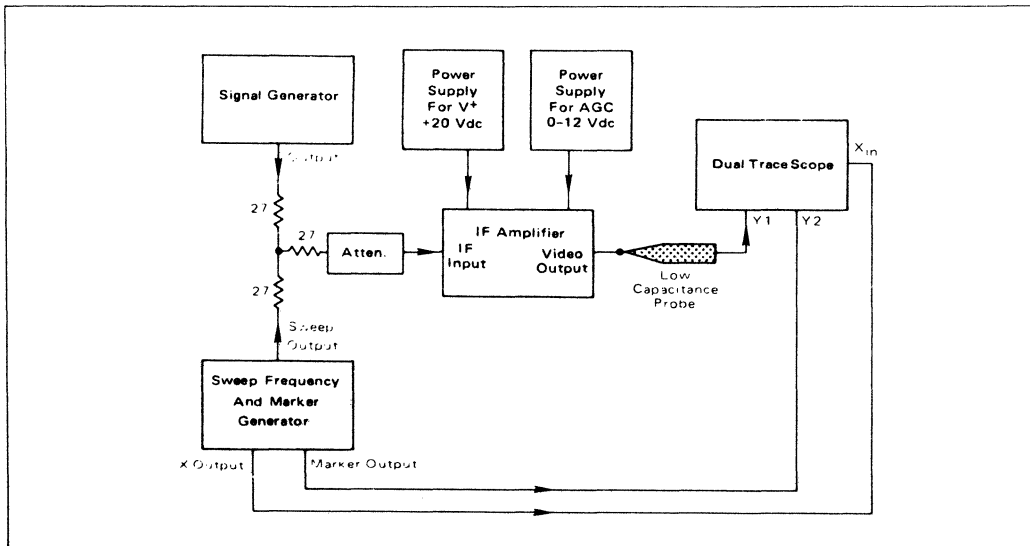 Signal Generator
Output
27
27
27
Atten.
Sweep
Output
Sweep Frequency
And Marker
Generator
X Output
Marker Output
Power
Supply
For V+
+20 Vdc
Power
Supply
For AGC
0-12 Vdc
IF Amplifier
IF
Input
Video
Output
Low
Capacitance
Probe
Dual Trace Scope
Y1
Y2
Xin